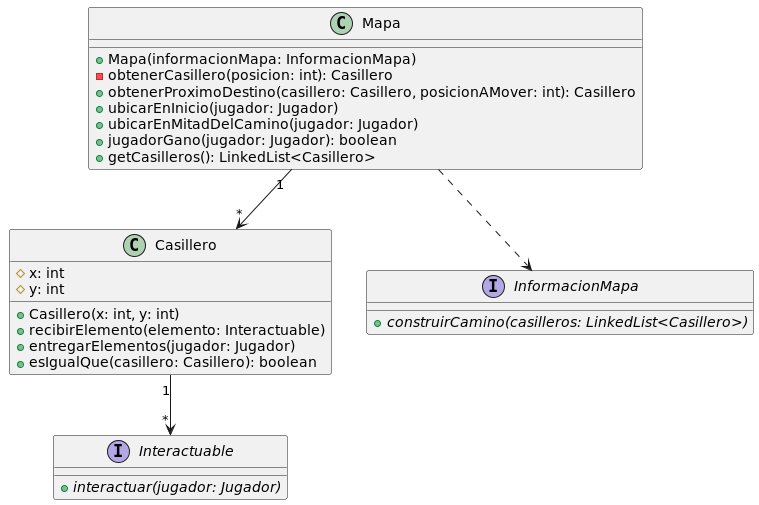 C Mapa
Mapa(informacionMapa: InformacionMapa)
obtenerCasillero(posicion: int): Casillero
obtenerProximoDestino(casillero: Casillero, posicionAMover: int): Casillero
ubicarEnInicio(jugador: Jugador)
ubicarEnMitadDelCamino(jugador: Jugador)
jugadorGano(jugador: Jugador): boolean
getCasilleros(): LinkedList<Casillero>
1
*
C Casillero
x: int
y: int
Casillero(x: int, y: int)
recibirElemento(elemento: Interactuable)
entregarElementos(jugador: Jugador)
esIgualQue(casillero: Casillero): boolean
I InformacionMapa
construirCamino(casilleros: LinkedList<Casillero>)
1
*
I Interactuable
interactuar(jugador: Jugador)